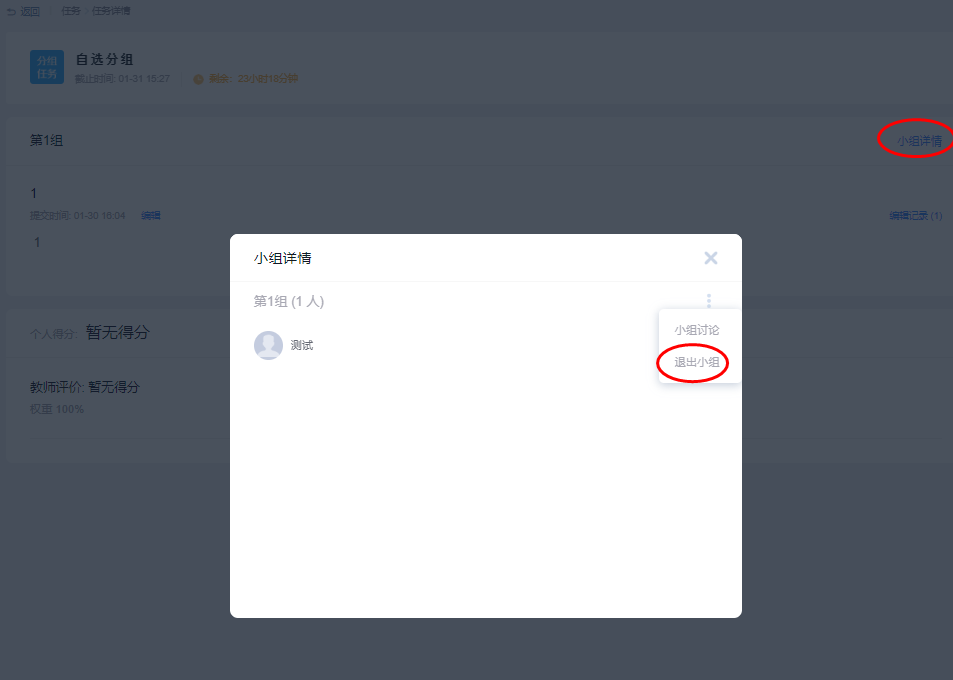 返回 任务 任务详情
分组
任务
自选分组
截止时间: 01-31 15:27 剩余: 23小时12分钟
第1组 小组详情
1
提交时间: 01-30 16:04 编辑 编辑记录 (1)
1
小组详情
第1组 (1 人)
小组讨论
测试
退出小组
个人得分: 暂无得分
教师评价: 暂无得分
权重 100%